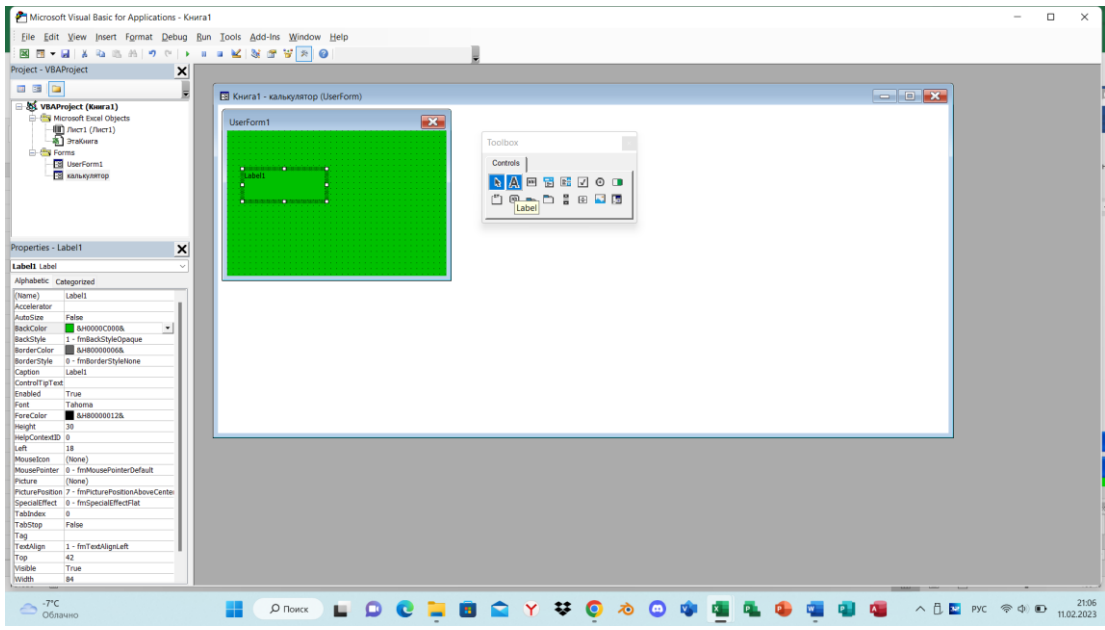 Microsoft Visual Basic for Applications - Книга1
File Edit View Insert Format Debug Run Tools Add-Ins Window Help
Project - VBAProject
VBAProject (Книга1)
Microsoft Excel Objects
Лист1 (Лист1)
ЭтаКнига
Forms
UserForm1
калькулятор
Properties - Label1
Label1 Label
Alphabetic Categorized
(Name) Label1
Accelerator
AutoSize False
BackColor &H0000C000&
BackStyle 1 - fmBackStyleOpaque
BorderColor &H80000006&
BorderStyle 0 - fmBorderStyleNone
Caption Label1
ControlTipText
Enabled True
Font Tahoma
ForeColor &H80000012&
Height 30
HelpContextID 0
Left 18
MouseIcon (None)
MousePointer 0 - fmMousePointerDefault
Picture (None)
PicturePosition 7 - fmPicturePositionAboveCenter
SpecialEffect 0 - fmSpecialEffectFlat
TabIndex 0
TabStop False
Tag
TextAlign 1 - fmTextAlignLeft
Top 42
Visible True
Width 84
Книга1 - калькулятор (UserForm)
UserForm1
Label1
Toolbox
Controls
Label
-7°C
Облачно
Поиск
РУС
21:06
11.02.2023